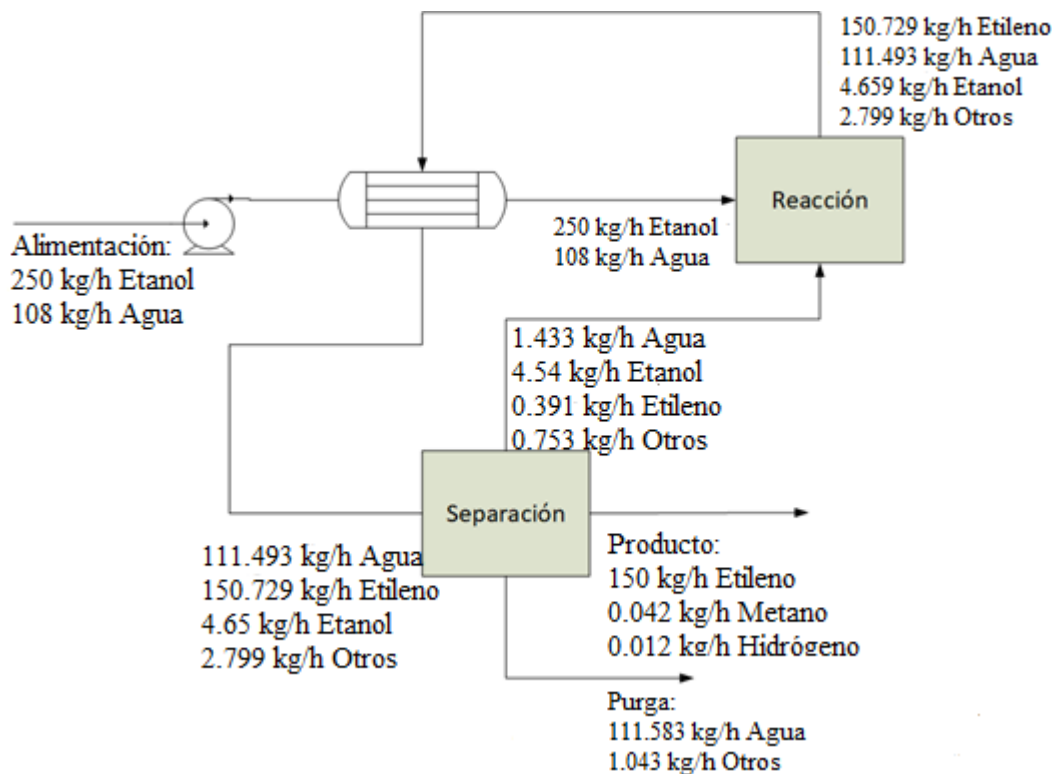 150.729 kg/h Etileno
111.493 kg/h Agua
4.659 kg/h Etanol
2.799 kg/h Otros
Reacción
Alimentación:
250 kg/h Etanol
108 kg/h Agua
250 kg/h Etanol
108 kg/h Agua
1.433 kg/h Agua
4.54 kg/h Etanol
0.391 kg/h Etileno
0.753 kg/h Otros
Separación
111.493 kg/h Agua
150.729 kg/h Etileno
4.65 kg/h Etanol
2.799 kg/h Otros
Producto:
150 kg/h Etileno
0.042 kg/h Metano
0.012 kg/h Hidrógeno
Purga:
111.583 kg/h Agua
1.043 kg/h Otros